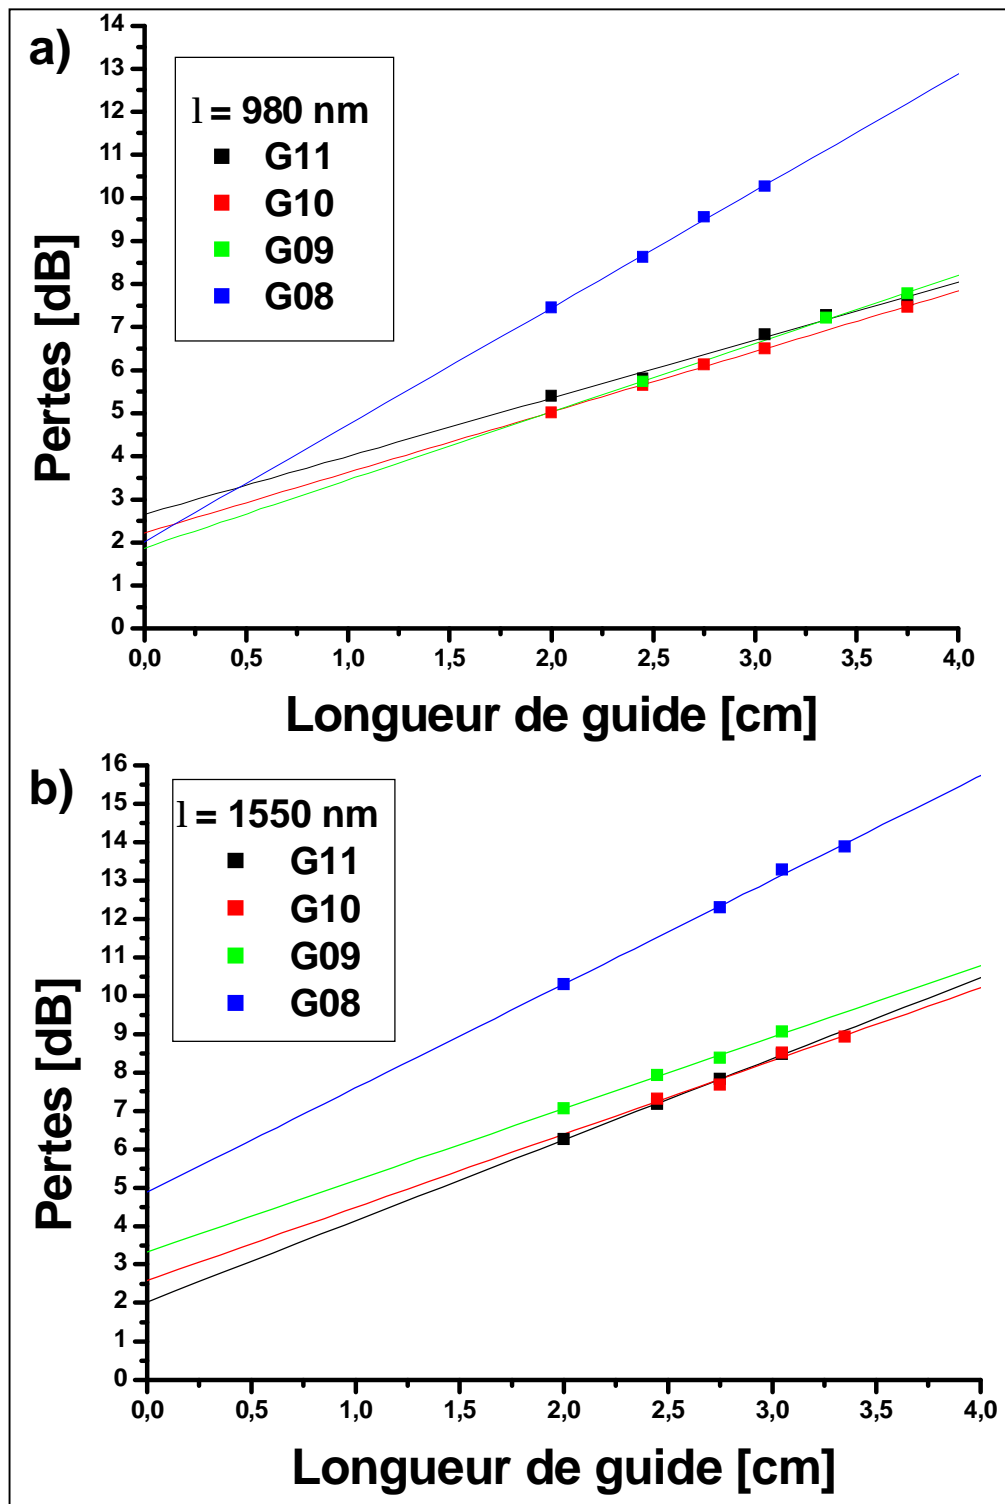 a)
l = 980 nm
G11
G10
G09
G08
Pertes [dB]
14
13
12
11
10
9
8
7
6
5
4
3
2
1
0
0,0 0,5 1,0 1,5 2,0 2,5 3,0 3,5 4,0
Longueur de guide [cm]
b)
l = 1550 nm
G11
G10
G09
G08
Pertes [dB]
16
15
14
13
12
11
10
9
8
7
6
5
4
3
2
1
0
0,0 0,5 1,0 1,5 2,0 2,5 3,0 3,5 4,0
Longueur de guide [cm]